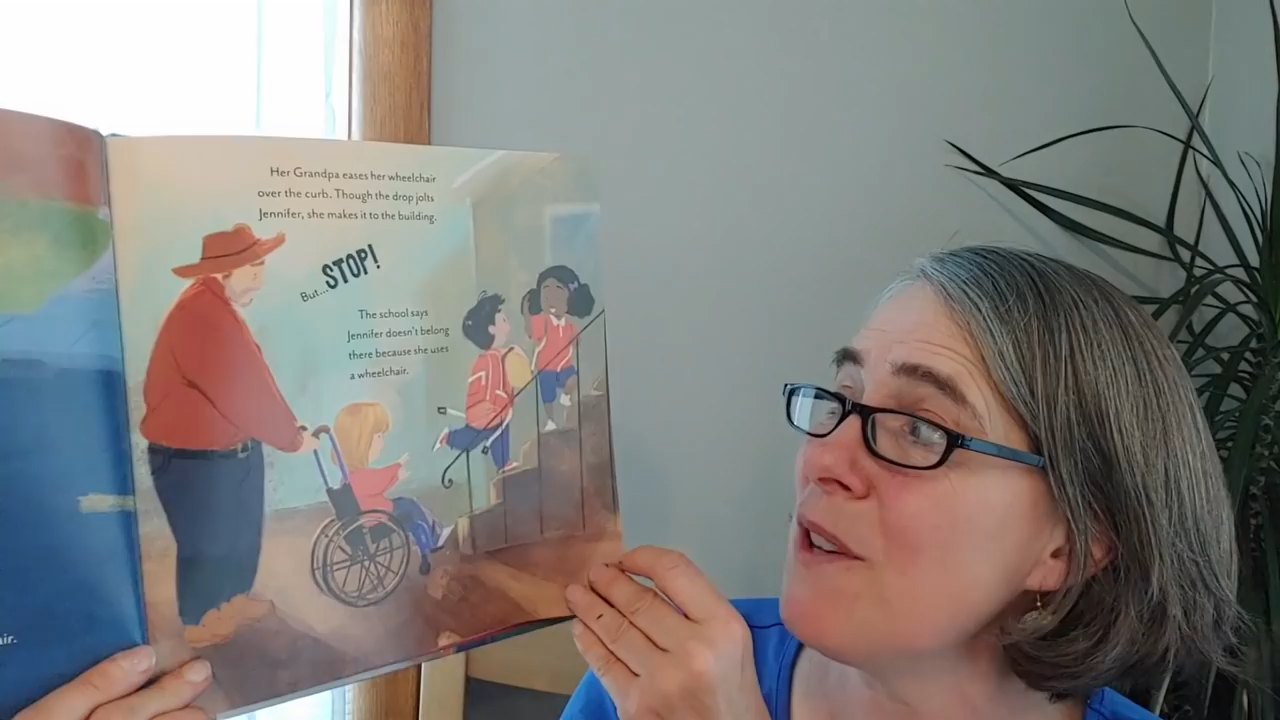 Her Grandpa eases her wheelchair
over the curb. Though the drop jolts
Jennifer, she makes it to the building.
But... STOP!
The school says
Jennifer doesn't belong
there because she uses
a wheelchair.